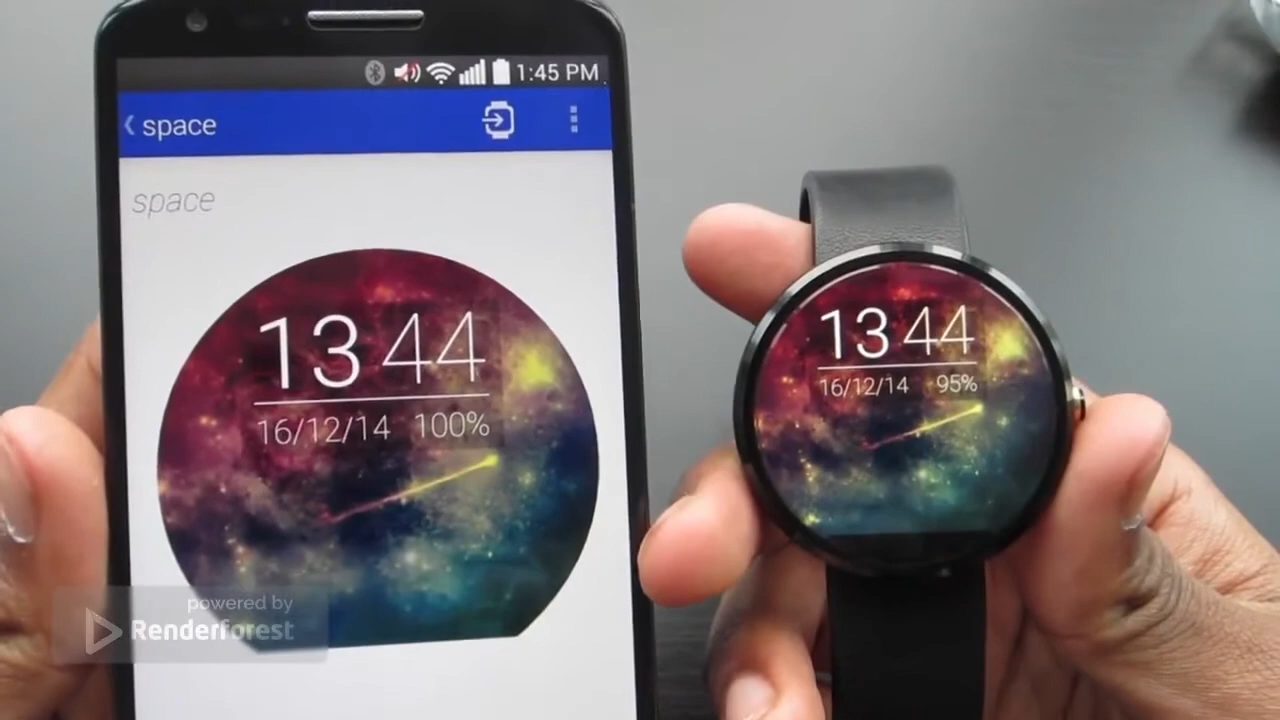 1:45 PM
space
space
13 44
16/12/14 100%
13 44
16/12/14 95%
powered by
Renderforest